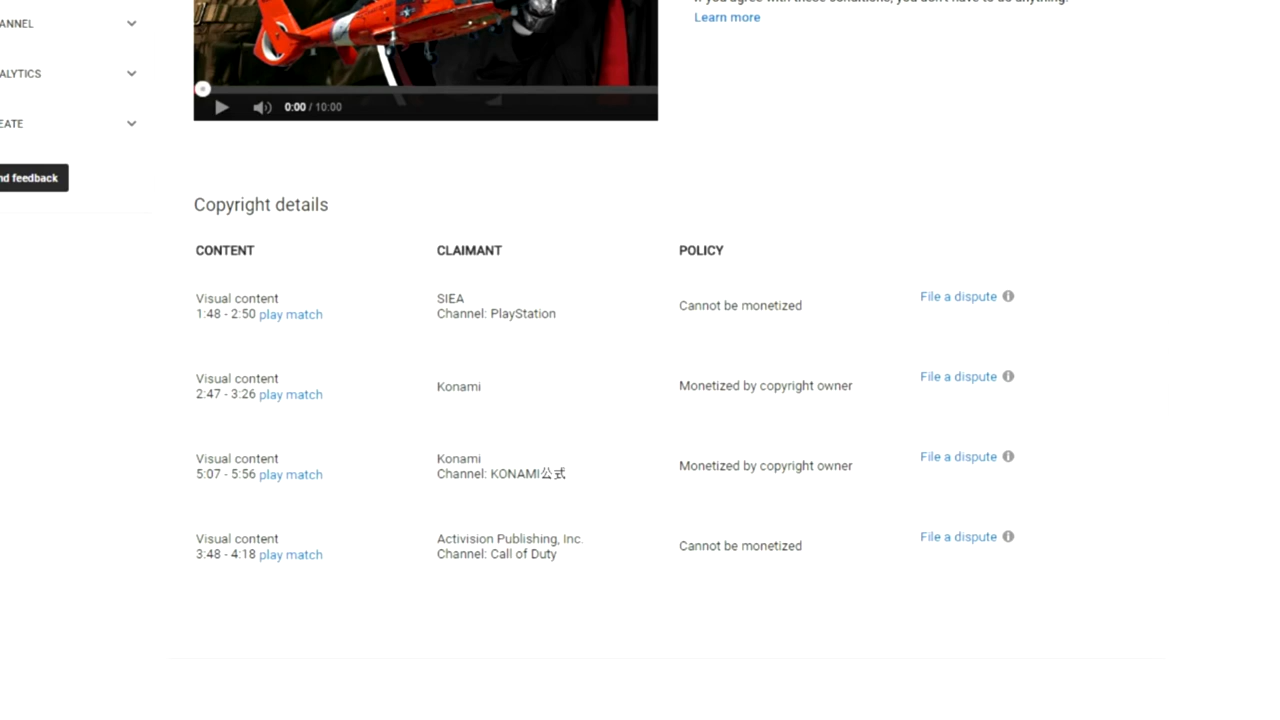 Learn more
ANNEL
ALYTICS
EATE
nd feedback
0:00 / 10:00
Copyright details
CONTENT CLAIMANT POLICY
Visual content
1:48 - 2:50 play match
SIEA
Channel: PlayStation
Cannot be monetized
File a dispute
Visual content
2:47 - 3:26 play match
Konami
Monetized by copyright owner
File a dispute
Visual content
5:07 - 5:56 play match
Konami
Channel: KONAMI公式
Monetized by copyright owner
File a dispute
Visual content
3:48 - 4:18 play match
Activision Publishing, Inc.
Channel: Call of Duty
Cannot be monetized
File a dispute